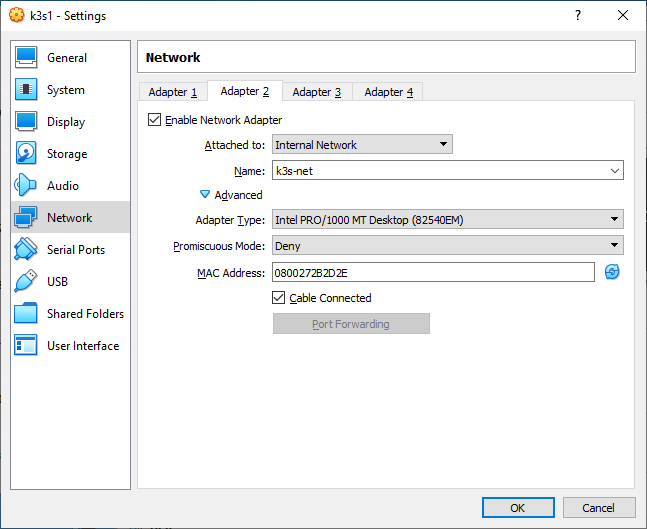 k3s1 - Settings
?
General
System
Display
Storage
Audio
Network
Serial Ports
USB
Shared Folders
User Interface
Network
Adapter 1
Adapter 2
Adapter 3
Adapter 4
Enable Network Adapter
Attached to: Internal Network
Name: k3s-net
Advanced
Adapter Type: Intel PRO/1000 MT Desktop (82540EM)
Promiscuous Mode: Deny
MAC Address: 0800272B2D2E
Cable Connected
Port Forwarding
OK
Cancel